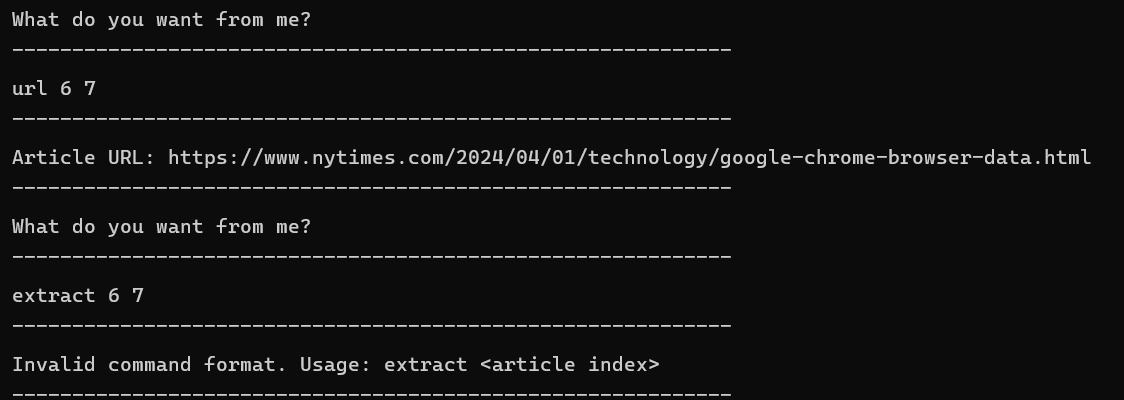 What do you want from me?
------------------------------------------------------------
url 6 7
------------------------------------------------------------
Article URL: https://www.nytimes.com/2024/04/01/technology/google-chrome-browser-data.html
------------------------------------------------------------
What do you want from me?
------------------------------------------------------------
extract 6 7
------------------------------------------------------------
Invalid command format. Usage: extract <article index>
------------------------------------------------------------